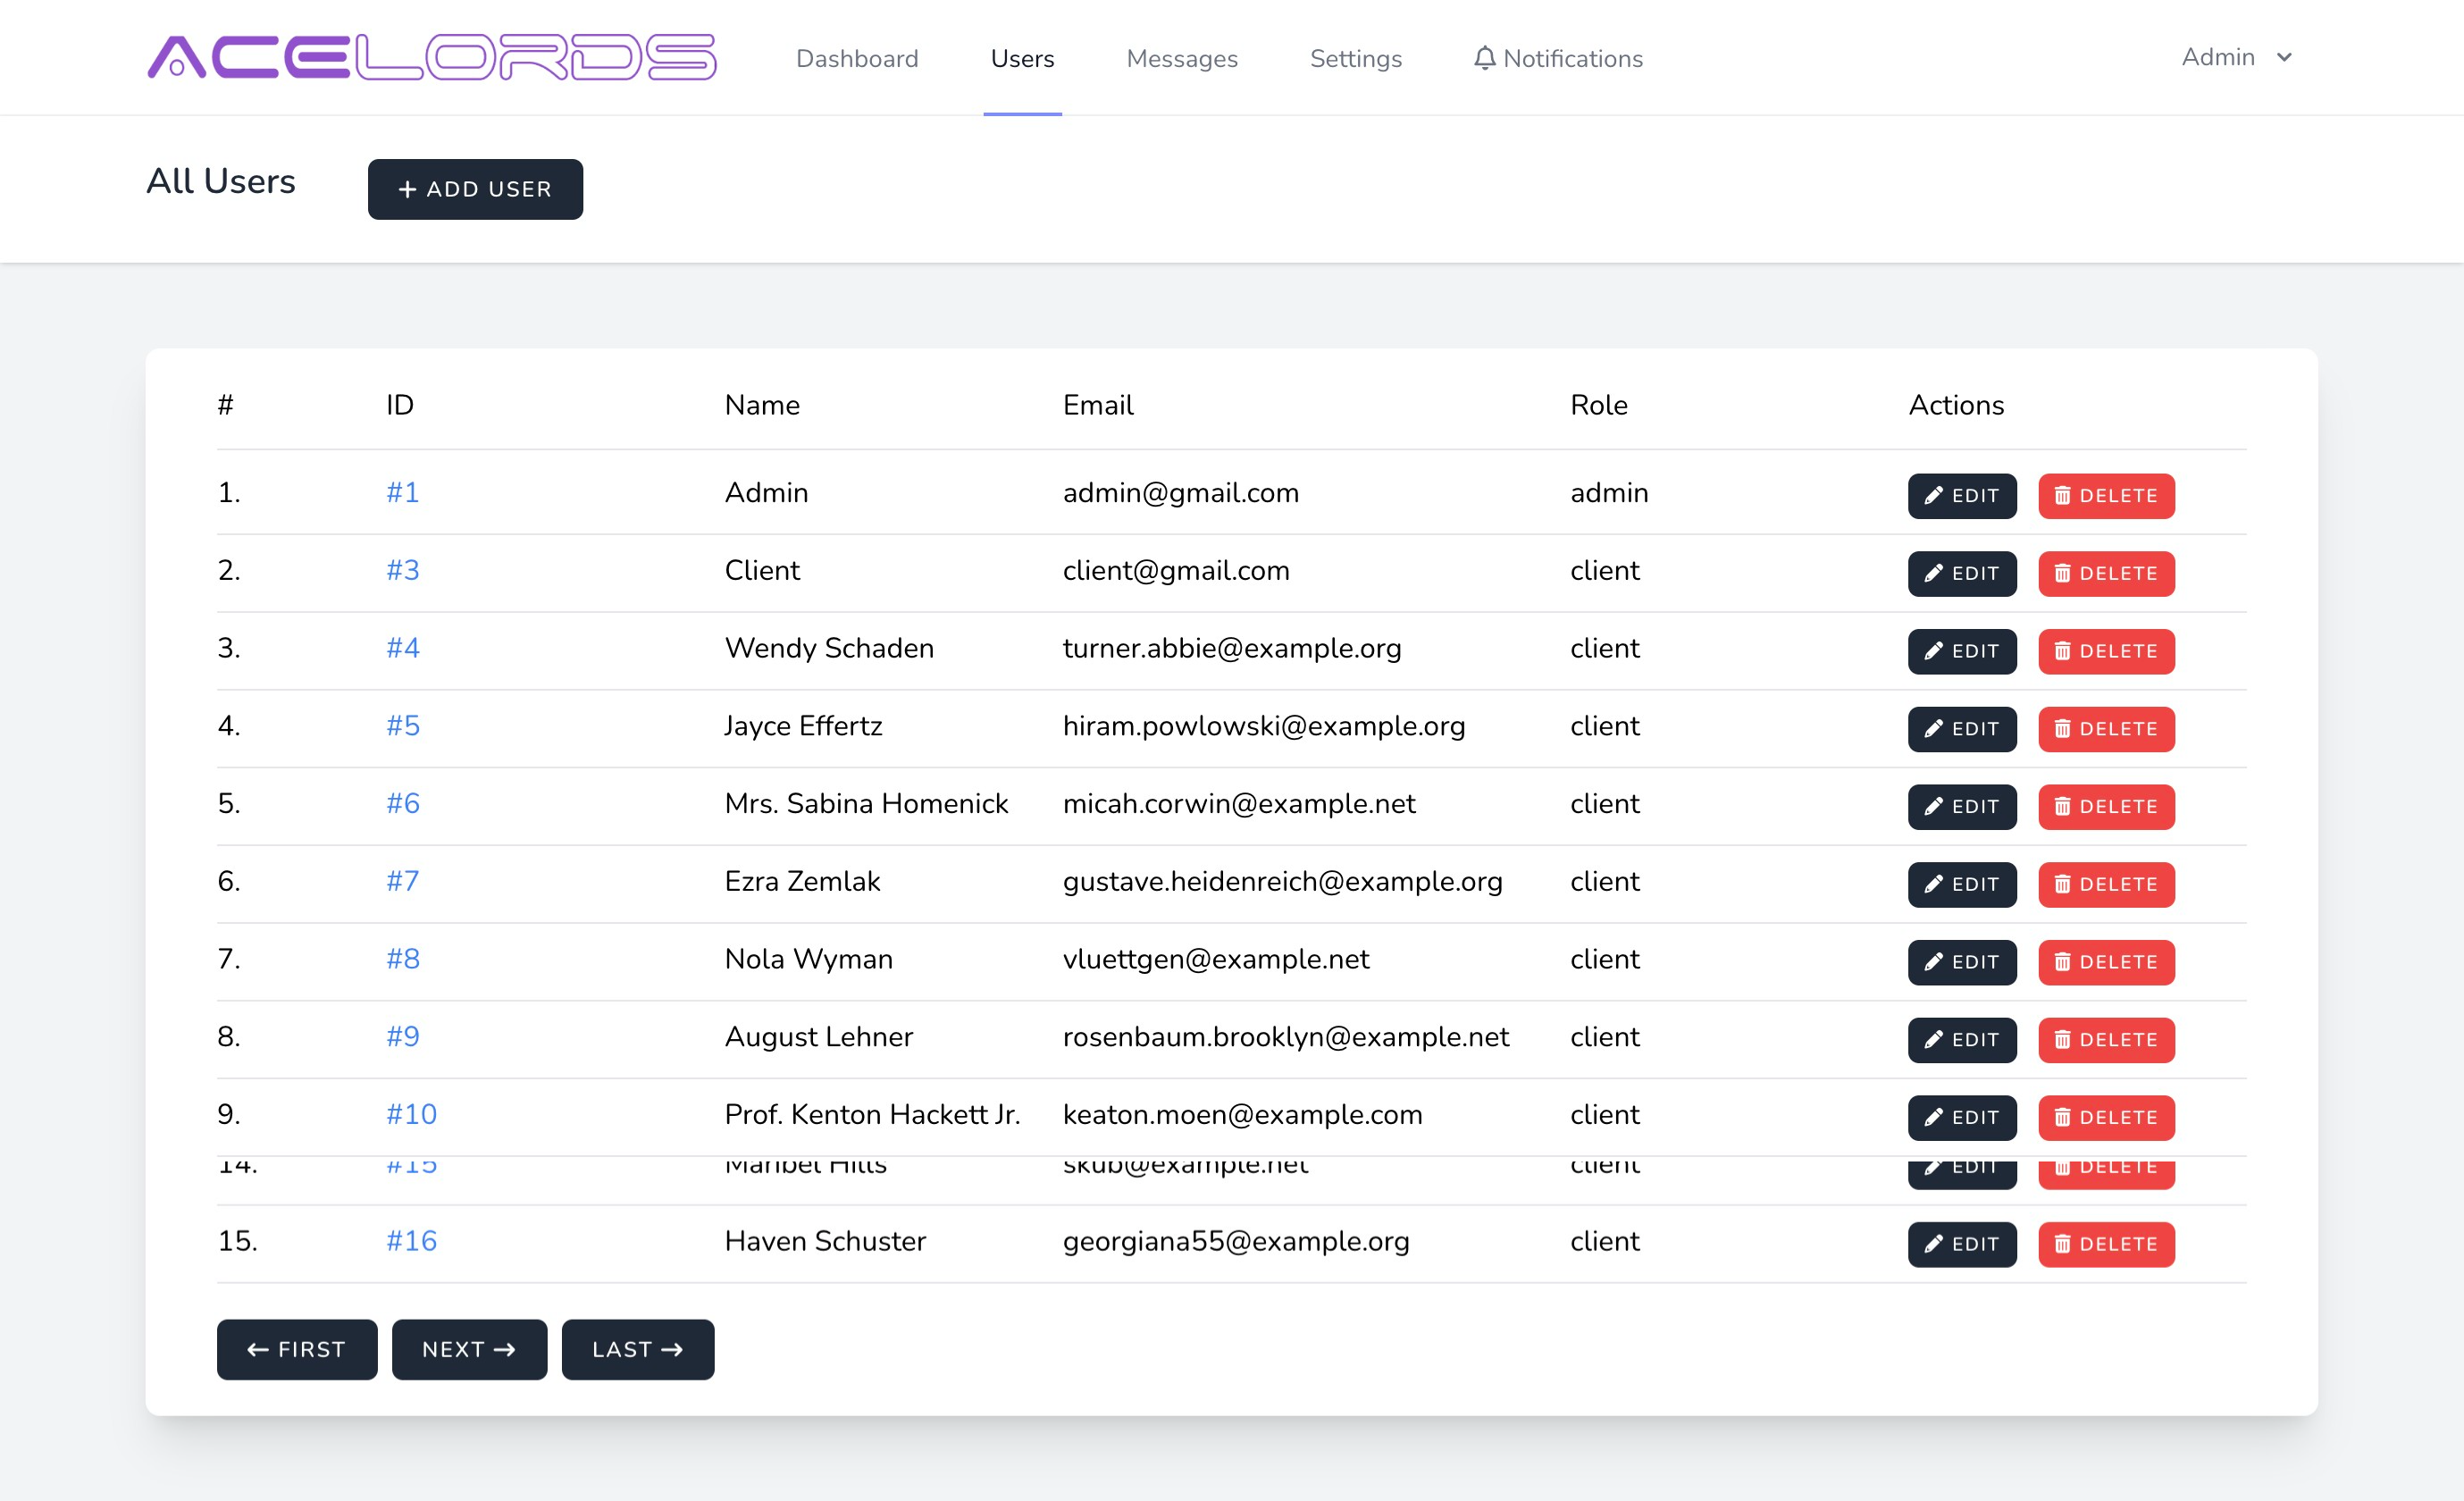 ACELORDS Dashboard Users Messages Settings Notifications Admin
All Users + ADD USER
# ID Name Email Role Actions
1. #1 Admin admin@gmail.com admin EDIT DELETE
2. #3 Client client@gmail.com client EDIT DELETE
3. #4 Wendy Schaden turner.abbie@example.org client EDIT DELETE
4. #5 Jayce Effertz hiram.powlowski@example.org client EDIT DELETE
5. #6 Mrs. Sabina Homenick micah.corwin@example.net client EDIT DELETE
6. #7 Ezra Zemlak gustave.heidenreich@example.org client EDIT DELETE
7. #8 Nola Wyman vluettgen@example.net client EDIT DELETE
8. #9 August Lehner rosenbaum.brooklyn@example.net client EDIT DELETE
9. #10 Prof. Kenton Hackett Jr. keaton.moen@example.com client EDIT DELETE
14. #15 Maribel Hills skub@example.net client EDIT DELETE
15. #16 Haven Schuster georgiana55@example.org client EDIT DELETE
← FIRST NEXT → LAST →